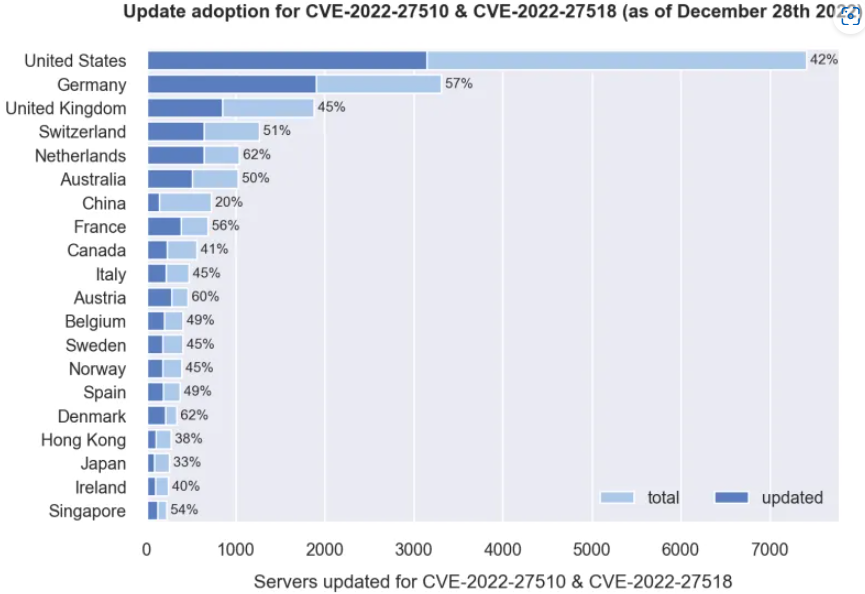 Update adoption for CVE-2022-27510 & CVE-2022-27518 (as of December 28th 2022)
United States 42%
Germany 57%
United Kingdom 45%
Switzerland 51%
Netherlands 62%
Australia 50%
China 20%
France 56%
Canada 41%
Italy 45%
Austria 60%
Belgium 49%
Sweden 45%
Norway 45%
Spain 49%
Denmark 62%
Hong Kong 38%
Japan 33%
Ireland 40%
Singapore 54%
total updated
0 1000 2000 3000 4000 5000 6000 7000
Servers updated for CVE-2022-27510 & CVE-2022-27518